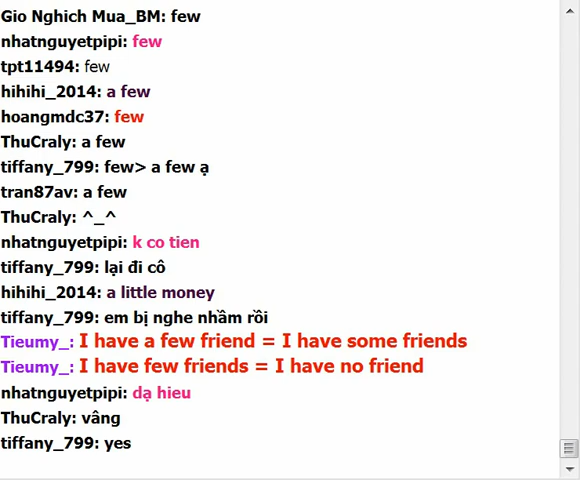 Gio Nghich Mua_BM: few
nhatnguyetpipi: few
tpt11494: few
hihihi_2014: a few
hoangmdc37: few
ThuCraly: a few
tiffany_799: few> a few ạ
tran87av: a few
ThuCraly: ^_^
nhatnguyetpipi: k co tien
tiffany_799: lại đi cô
hihihi_2014: a little money
tiffany_799: em bị nghe nhầm rồi
Tieumy_: I have a few friend = I have some friends
Tieumy_: I have few friends = I have no friend
nhatnguyetpipi: dạ hieu
ThuCraly: vâng
tiffany_799: yes